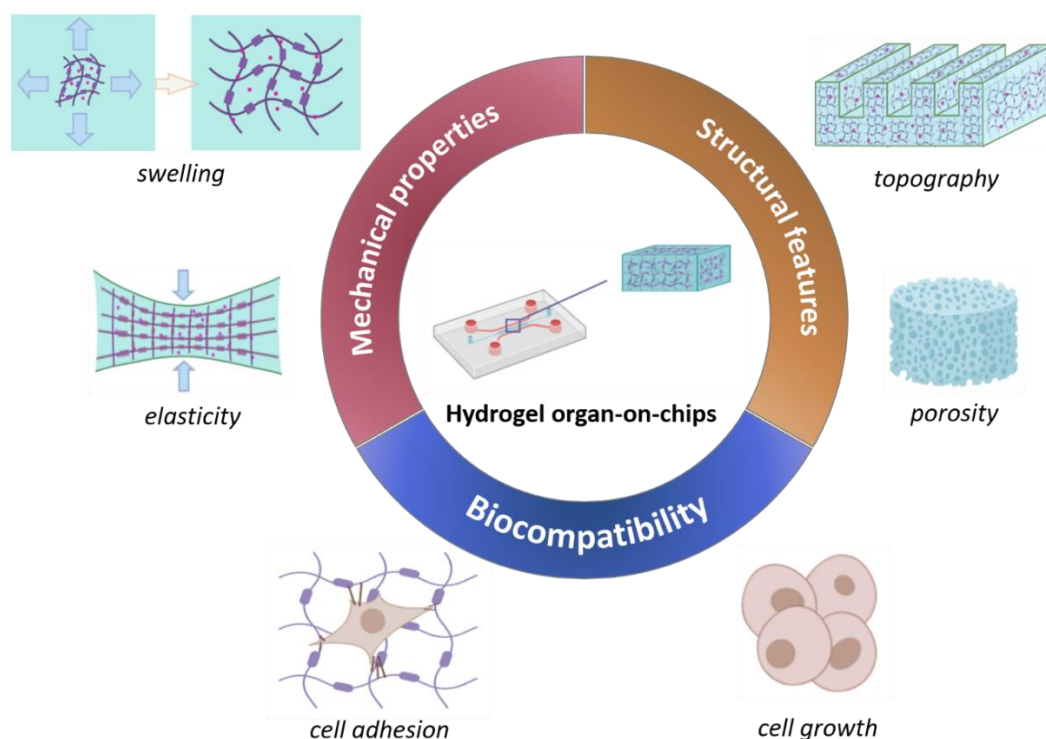 swelling
Mechanical properties
Structural features
topography
elasticity
Hydrogel organ-on-chips
porosity
Biocompatibility
cell adhesion
cell growth